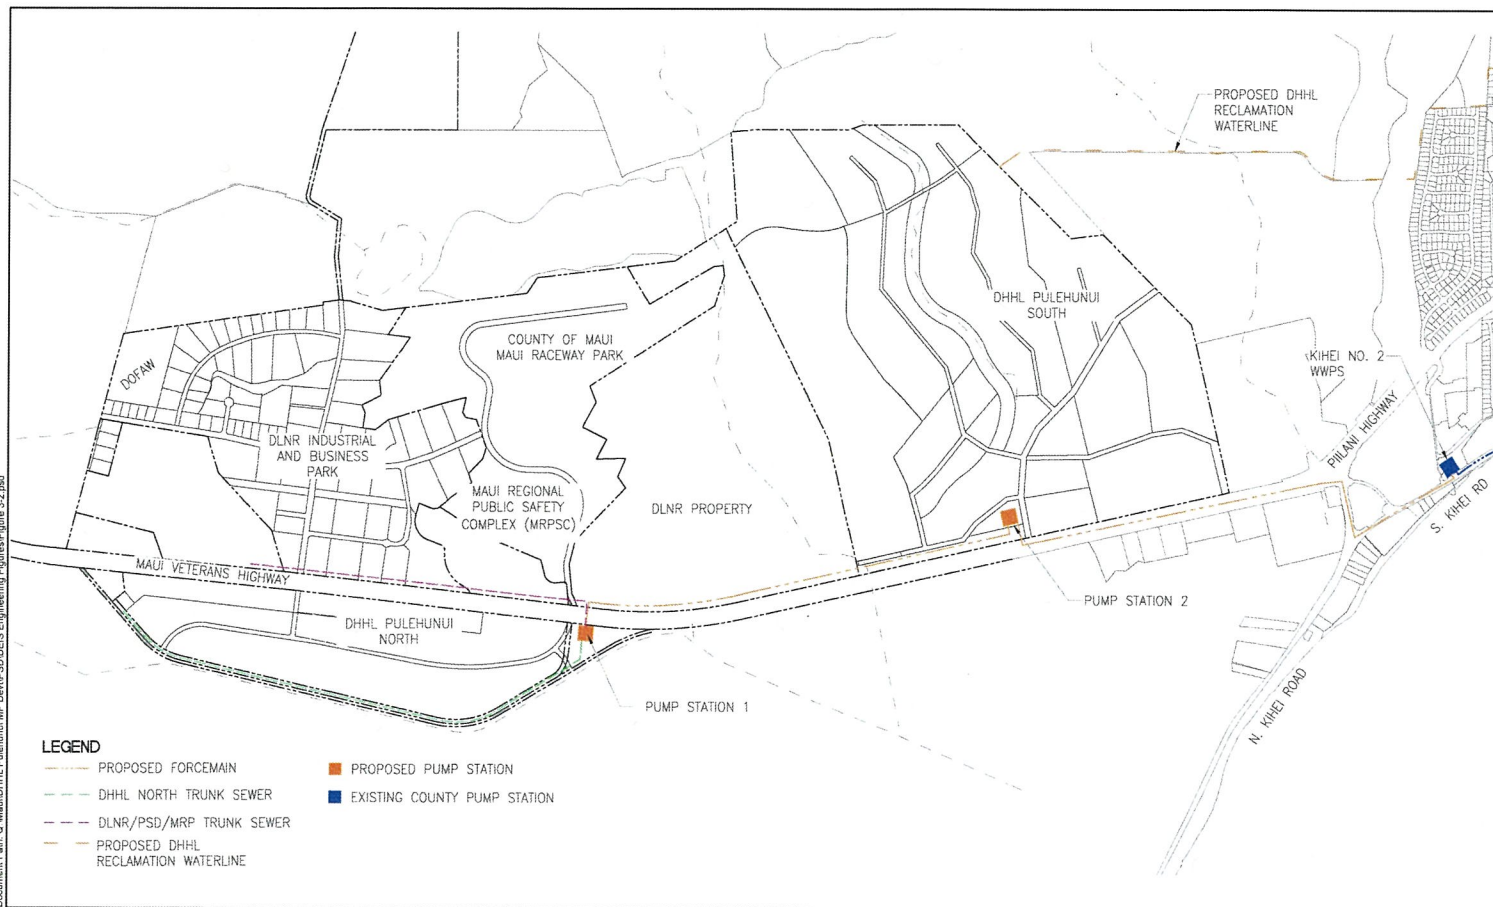 PROPOSED DHHL
RECLAMATION
WATERLINE
DHHL PULEHUNUI
SOUTH
COUNTY OF MAUI
MAUI RACEWAY PARK
KIHEI NO. 2
WWPS
DOFAW
PIILANI HIGHWAY
DLNR INDUSTRIAL
AND BUSINESS
PARK
MAUI REGIONAL
PUBLIC SAFETY
COMPLEX (MRPSC)
DLNR PROPERTY
S. KIHEI RD
MAUI VETERANS HIGHWAY
PUMP STATION 2
DHHL PULEHUNUI
NORTH
PUMP STATION 1
N. KIHEI ROAD
LEGEND
PROPOSED FORCEMAIN
DHHL NORTH TRUNK SEWER
DLNR/PSD/MRP TRUNK SEWER
PROPOSED DHHL
RECLAMATION WATERLINE
PROPOSED PUMP STATION
EXISTING COUNTY PUMP STATION